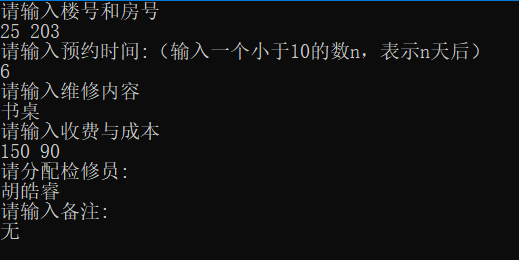 请输入楼号和房号
25 203
请输入预约时间:（输入一个小于10的数n，表示n天后）
6
请输入维修内容
书桌
请输入收费与成本
150 90
请分配检修员:
胡皓睿
请输入备注:
无